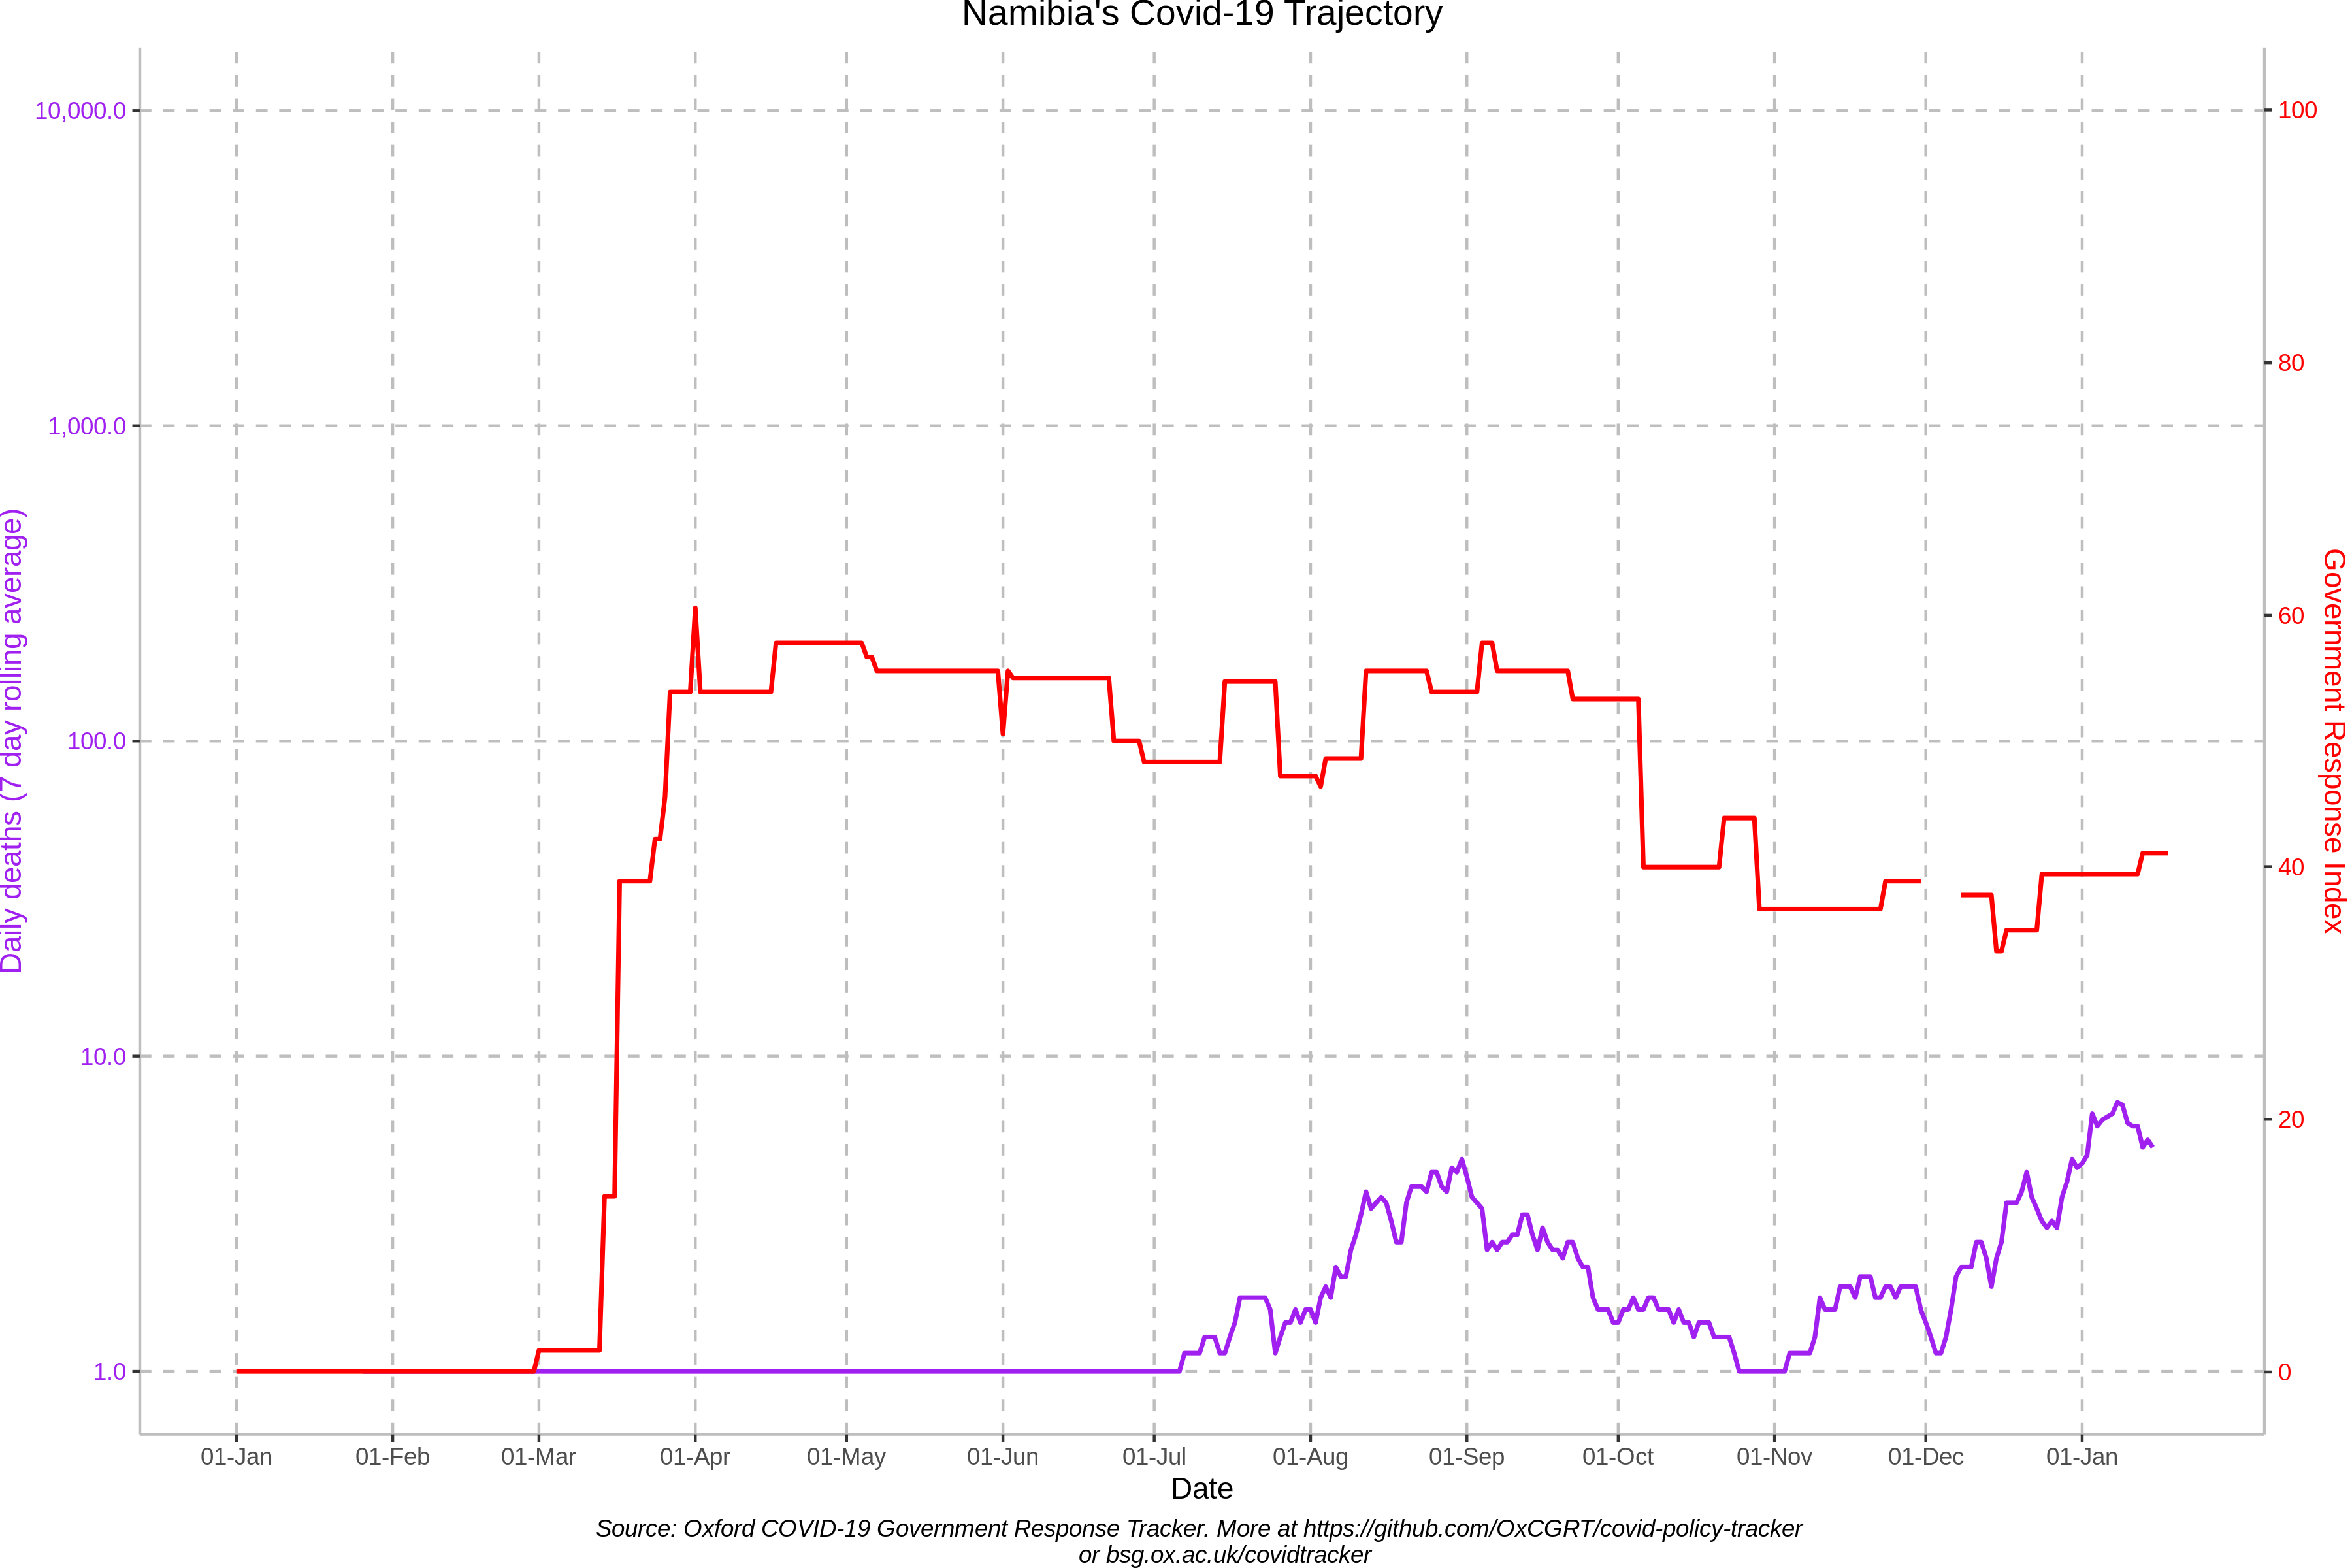 Namibia's Covid-19 Trajectory
10,000.0
1,000.0
100.0
10.0
1.0
Daily deaths (7 day rolling average)
100
80
60
40
20
0
Government Response Index
01-Jan 01-Feb 01-Mar 01-Apr 01-May 01-Jun 01-Jul 01-Aug 01-Sep 01-Oct 01-Nov 01-Dec 01-Jan
Date
Source: Oxford COVID-19 Government Response Tracker. More at https://github.com/OxCGRT/covid-policy-tracker
or bsg.ox.ac.uk/covidtracker